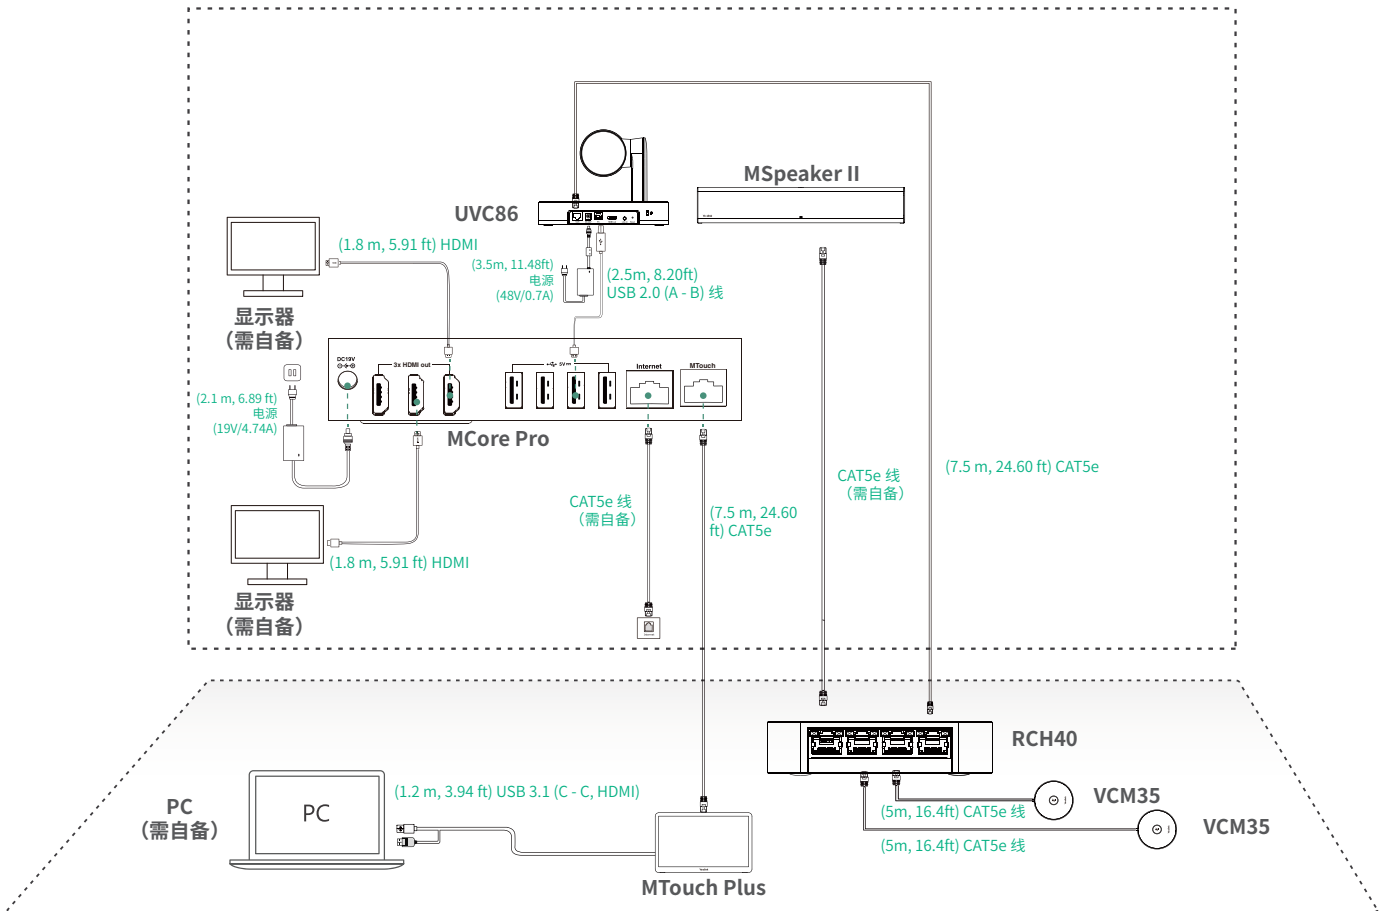 MSpeaker II
UVC86
(1.8 m, 5.91 ft) HDMI
(3.5m, 11.48ft)
电源
(48V/0.7A)
(2.5m, 8.20ft)
USB 2.0 (A - B) 线
显示器
（需自备）
DC19V
3x HDMI out
5V
Internet
MTouch
(2.1 m, 6.89 ft)
电源
(19V/4.74A)
MCore Pro
CAT5e 线
（需自备）
(7.5 m, 24.60 ft) CAT5e
CAT5e 线
（需自备）
(7.5 m, 24.60
ft) CAT5e
(1.8 m, 5.91 ft) HDMI
显示器
（需自备）
RCH40
PC
（需自备）
PC
(1.2 m, 3.94 ft) USB 3.1 (C - C, HDMI)
VCM35
(5m, 16.4ft) CAT5e 线
VCM35
(5m, 16.4ft) CAT5e 线
MTouch Plus